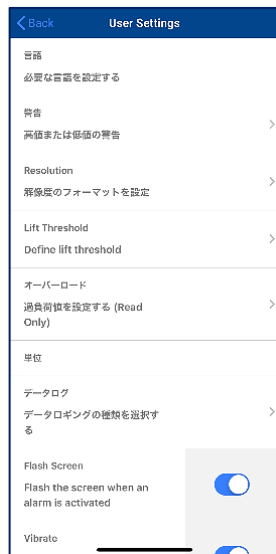 Back
User Settings
言語
必要な言語を設定する
警告
高値または低値の警告
Resolution
解像度のフォーマットを設定
Lift Threshold
Define lift threshold
オーバーロード
過負荷値を設定する (Read
Only)
単位
データログ
データロギングの種類を選択す
る
Flash Screen
Flash the screen when an
alarm is activated
Vibrate